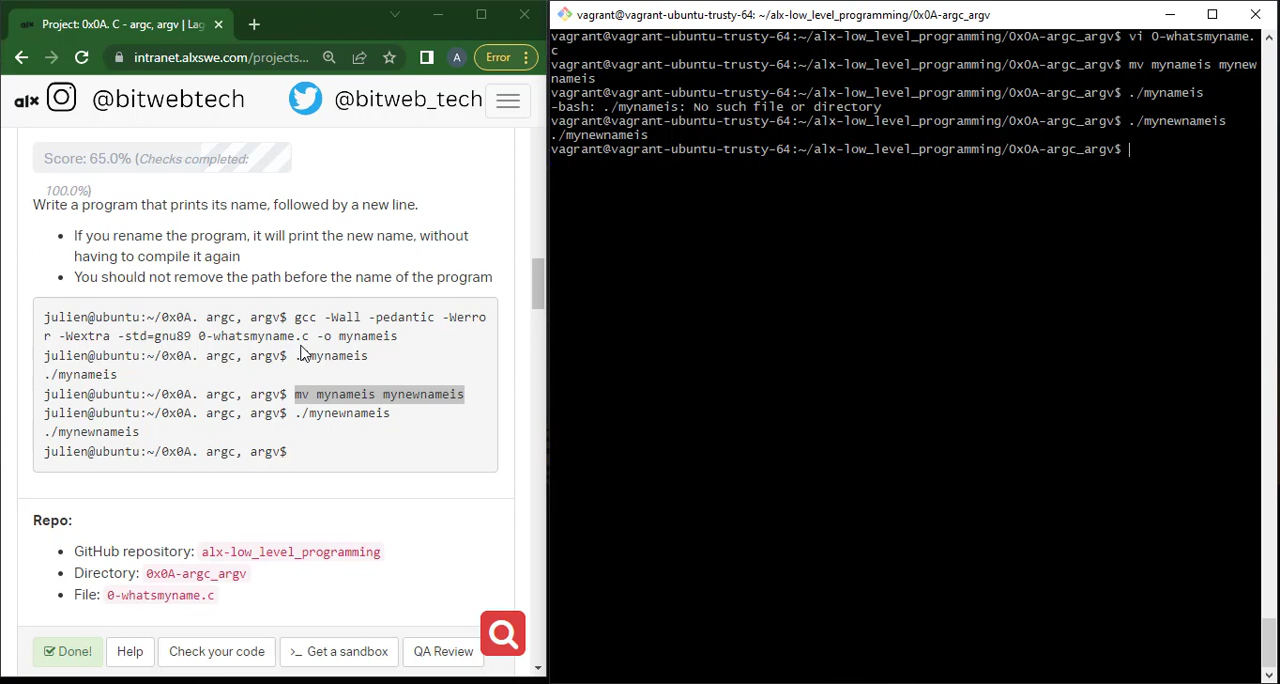 Project: 0x0A. C - argc, argv | Lag
intranet.alxswe.com/projects...
A
Error
alx @bitwebtech @bitweb_tech
Score: 65.0% (Checks completed:
100.0%)
Write a program that prints its name, followed by a new line.
• If you rename the program, it will print the new name, without
having to compile it again
• You should not remove the path before the name of the program
julien@ubuntu:~/0x0A. argc, argv$ gcc -Wall -pedantic -Werro
r -Wextra -std=gnu89 0-whatsmyname.c -o mynameis
julien@ubuntu:~/0x0A. argc, argv$ ./mynameis
./mynameis
julien@ubuntu:~/0x0A. argc, argv$ mv mynameis mynewnameis
julien@ubuntu:~/0x0A. argc, argv$ ./mynewnameis
./mynewnameis
julien@ubuntu:~/0x0A. argc, argv$
Repo:
• GitHub repository: alx-low_level_programming
• Directory: 0x0A-argc_argv
• File: 0-whatsmyname.c
Done!
Help
Check your code
>_ Get a sandbox
QA Review
vagrant@vagrant-ubuntu-trusty-64: ~/alx-low_level_programming/0x0A-argc_argv
vagrant@vagrant-ubuntu-trusty-64:~/alx-low_level_programming/0x0A-argc_argv$ vi 0-whatsmyname.
c
vagrant@vagrant-ubuntu-trusty-64:~/alx-low_level_programming/0x0A-argc_argv$ mv mynameis mynew
nameis
vagrant@vagrant-ubuntu-trusty-64:~/alx-low_level_programming/0x0A-argc_argv$ ./mynameis
-bash: ./mynameis: No such file or directory
vagrant@vagrant-ubuntu-trusty-64:~/alx-low_level_programming/0x0A-argc_argv$ ./mynewnameis
./mynewnameis
vagrant@vagrant-ubuntu-trusty-64:~/alx-low_level_programming/0x0A-argc_argv$